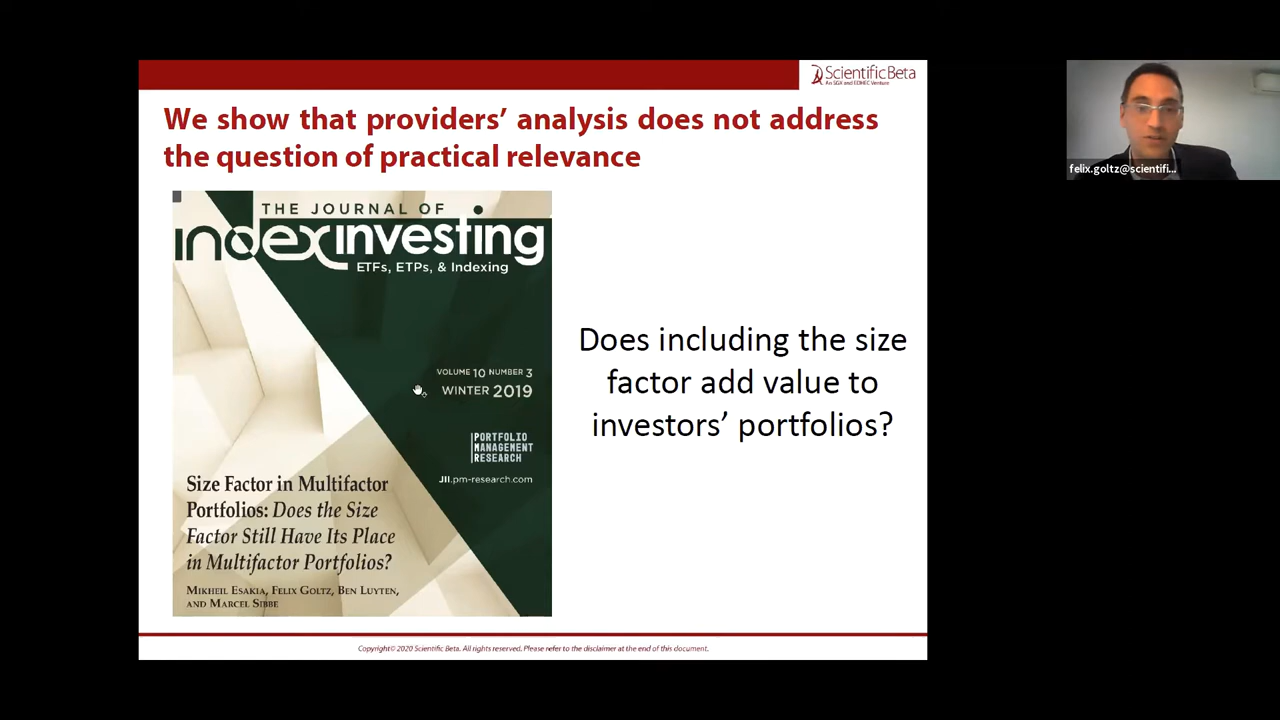 ScientificBeta
An SGX and EDHEC Venture
We show that providers’ analysis does not address
the question of practical relevance
THE JOURNAL OF
indexinvesting
ETFs, ETPs, & Indexing
VOLUME 10 NUMBER 3
WINTER 2019
PORTFOLIO
MANAGEMENT
RESEARCH
JII.pm-research.com
Size Factor in Multifactor
Portfolios: Does the Size
Factor Still Have Its Place
in Multifactor Portfolios?
MIKHEIL ESAKIA, FELIX GOLTZ, BEN LUYTEN,
AND MARCEL SIBBE
Does including the size
factor add value to
investors’ portfolios?
Copyright© 2020 Scientific Beta. All rights reserved. Please refer to the disclaimer at the end of this document.
felix.goltz@scientifi...